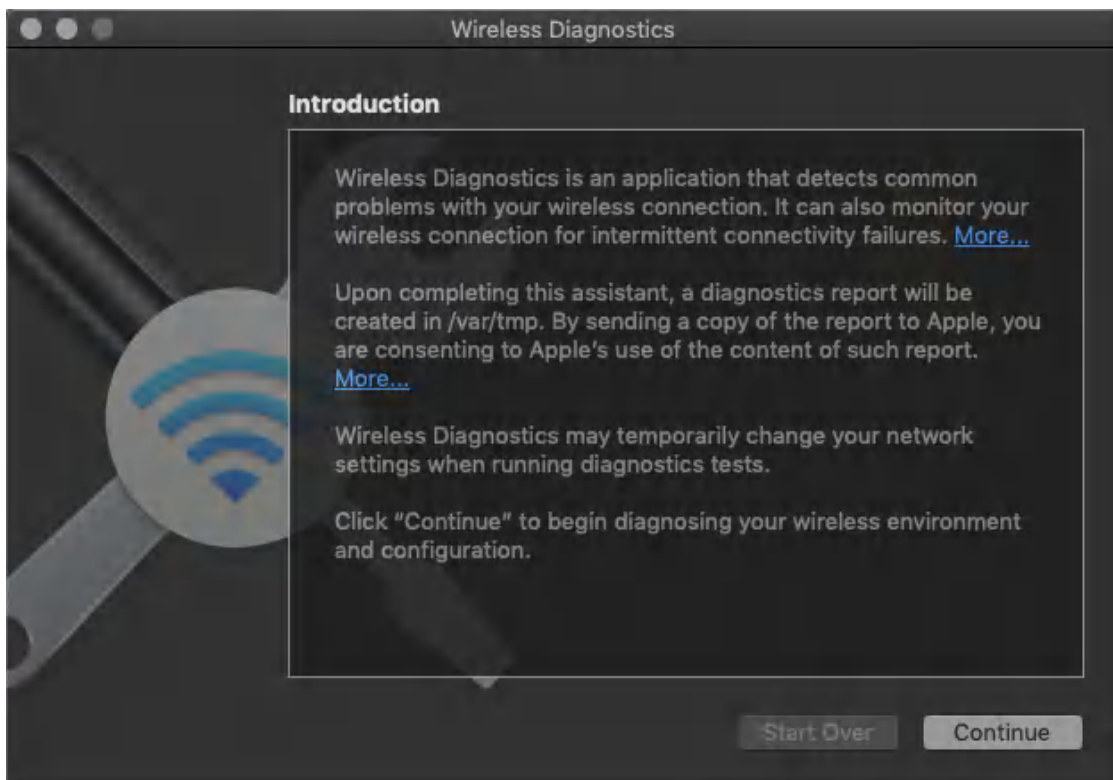 Wireless Diagnostics
Introduction
Wireless Diagnostics is an application that detects common
problems with your wireless connection. It can also monitor your
wireless connection for intermittent connectivity failures. More...
Upon completing this assistant, a diagnostics report will be
created in /var/tmp. By sending a copy of the report to Apple, you
are consenting to Apple's use of the content of such report.
More...
Wireless Diagnostics may temporarily change your network
settings when running diagnostics tests.
Click “Continue” to begin diagnosing your wireless environment
and configuration.
Start Over Continue